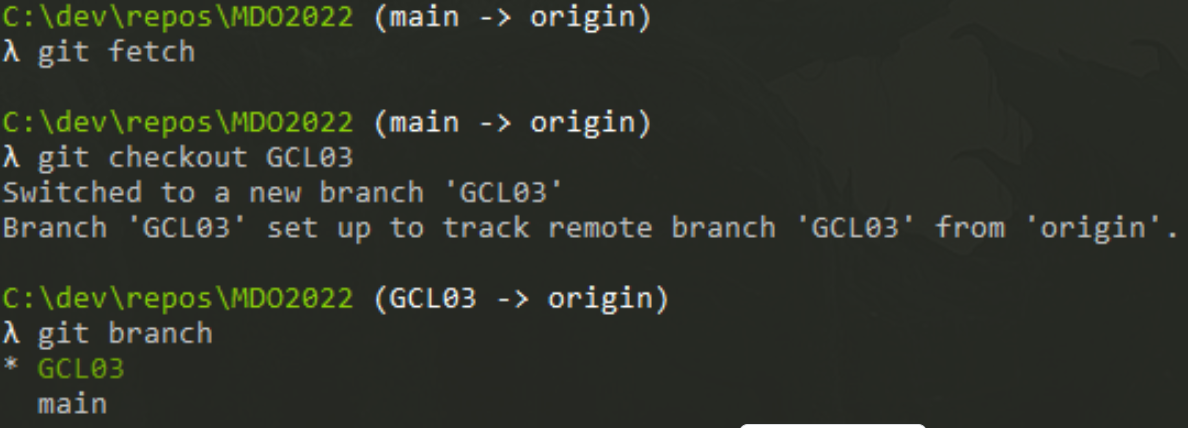 C:\dev\repos\MDO2022 (main -> origin)
λ git fetch
C:\dev\repos\MDO2022 (main -> origin)
λ git checkout GCL03
Switched to a new branch 'GCL03'
Branch 'GCL03' set up to track remote branch 'GCL03' from 'origin'.
C:\dev\repos\MDO2022 (GCL03 -> origin)
λ git branch
* GCL03
  main